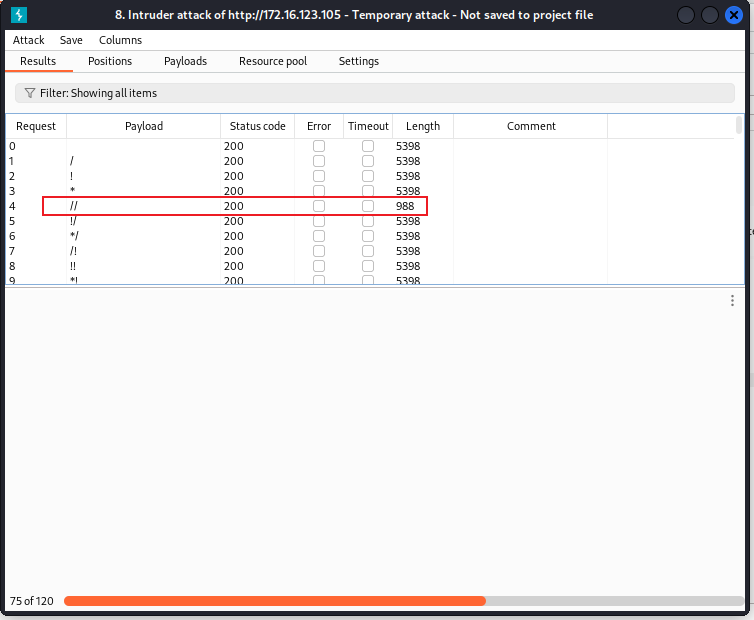 8. Intruder attack of http://172.16.123.105 - Temporary attack - Not saved to project file
Attack Save Columns
Results Positions Payloads Resource pool Settings
Filter: Showing all items
Request Payload Status code Error Timeout Length Comment
0 200 5398
1 / 200 5398
2 ! 200 5398
3 * 200 5398
4 // 200 988
5 !/ 200 5398
6 */ 200 5398
7 /! 200 5398
8 !! 200 5398
9 *! 200 5398
75 of 120